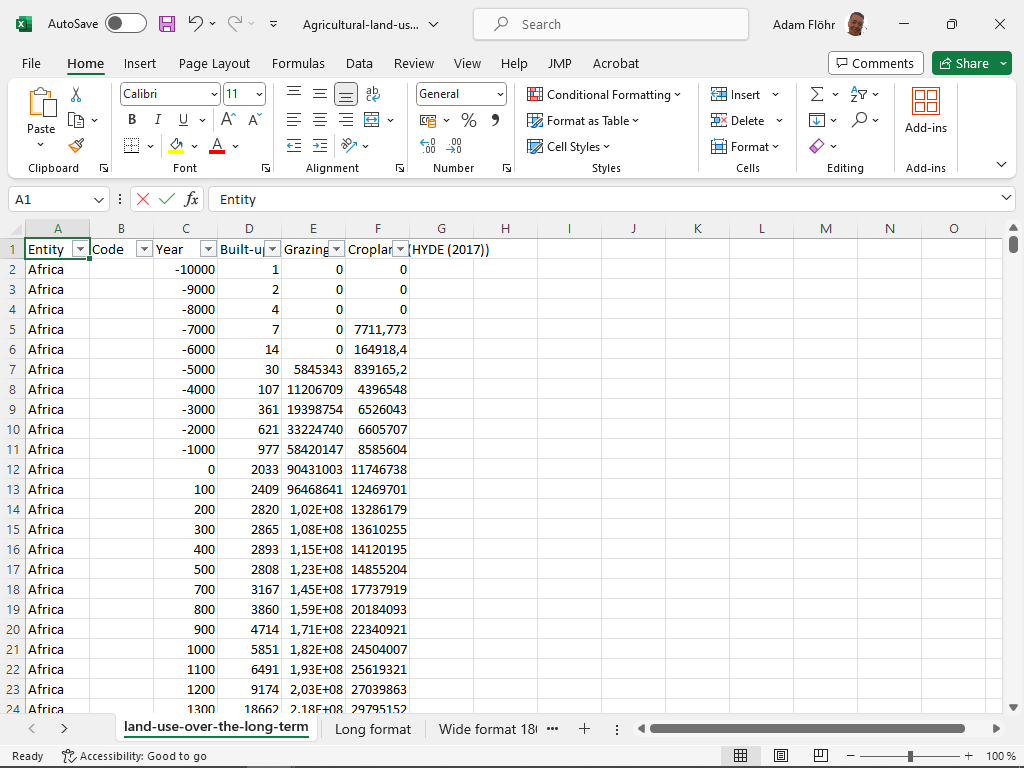 AutoSave Agricultural-land-us... Search Adam Flöhr
File Home Insert Page Layout Formulas Data Review View Help JMP Acrobat Comments Share
Paste Calibri 11 General Conditional Formatting Insert
B I U A A % Format as Table Delete Add-ins
A Cell Styles Format
Clipboard Font Alignment Number Styles Cells Editing Add-ins
A1 fx Entity
A B C D E F G H I J K L M N O
1 Entity Code Year Built-up Grazing Croplan (HYDE (2017))
2 Africa -10000 1 0 0
3 Africa -9000 2 0 0
4 Africa -8000 4 0 0
5 Africa -7000 7 0 7711,773
6 Africa -6000 14 0 164918,4
7 Africa -5000 30 5845343 839165,2
8 Africa -4000 107 11206709 4396548
9 Africa -3000 361 19398754 6526043
10 Africa -2000 621 33224740 6605707
11 Africa -1000 977 58420147 8585604
12 Africa 0 2033 90431003 11746738
13 Africa 100 2409 96468641 12469701
14 Africa 200 2820 1,02E+08 13286179
15 Africa 300 2865 1,08E+08 13610255
16 Africa 400 2893 1,15E+08 14120195
17 Africa 500 2808 1,23E+08 14855204
18 Africa 700 3167 1,45E+08 17737919
19 Africa 800 3860 1,59E+08 20184093
20 Africa 900 4714 1,71E+08 22340921
21 Africa 1000 5851 1,82E+08 24504007
22 Africa 1100 6491 1,93E+08 25619321
23 Africa 1200 9174 2,03E+08 27039863
24 Africa 1300 18662 2,18E+08 29795152
land-use-over-the-long-term Long format Wide format 18
Ready Accessibility: Good to go 100 %